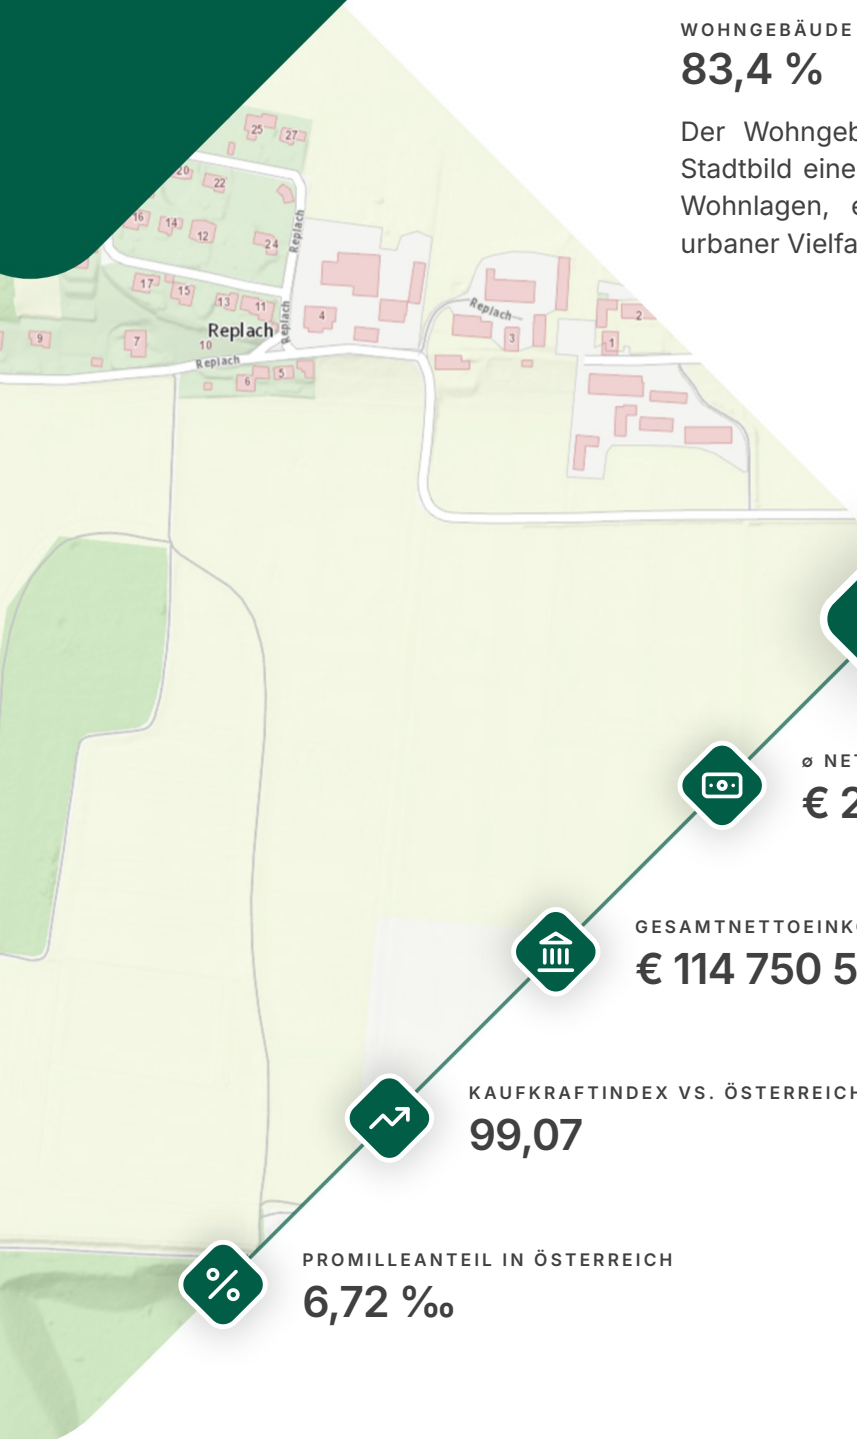 WOHNGEBÄUDE
83,4 %
Der Wohngeb
Stadtbild eine
Wohnlagen, e
urbaner Vielfa
25
27
20
22
16
14
12
24
Replach
17
15
13
11
Replach
4
Replach
3
2
1
9
7
10
Replach
Replach
6
5
ø NET
€ 2
GESAMTNETTOEINKO
€ 114 750 5
KAUFKRAFTINDEX VS. ÖSTERREICH
99,07
PROMILLEANTEIL IN ÖSTERREICH
6,72 ‰